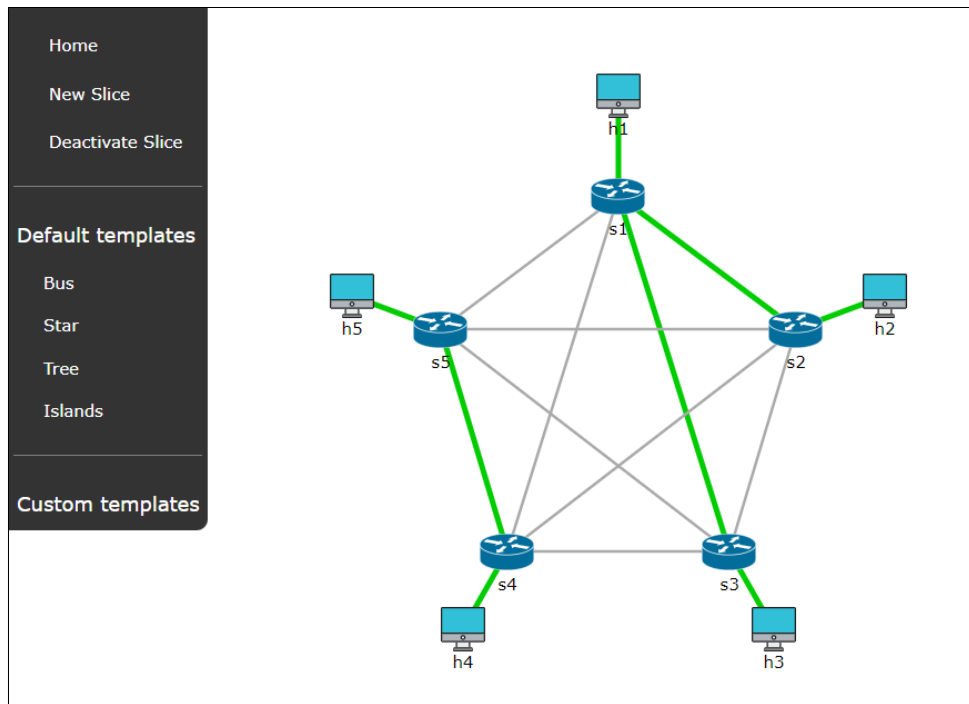 Home
New Slice
Deactivate Slice
Default templates
Bus
Star
Tree
Islands
Custom templates
h1
s1
h5
h2
s5
s2
s4
s3
h4
h3